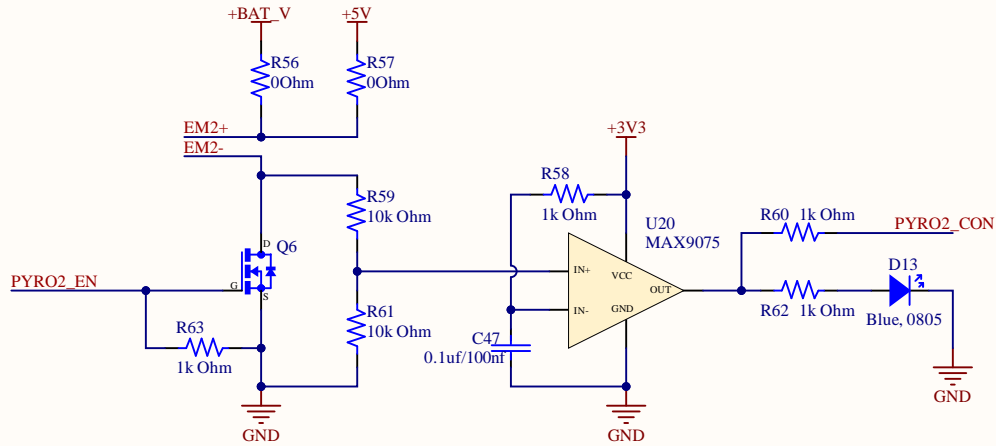 +BAT_V
+5V
R56
0Ohm
R57
0Ohm
EM2+
EM2-
+3V3
R58
1k Ohm
R59
10k Ohm
U20
MAX9075
R60 1k Ohm
PYRO2_CON
D
Q6
G
S
PYRO2_EN
IN+
VCC
OUT
IN-
GND
D13
R62 1k Ohm
Blue, 0805
R61
10k Ohm
R63
1k Ohm
C47
0.1uf/100nf
GND
GND
GND